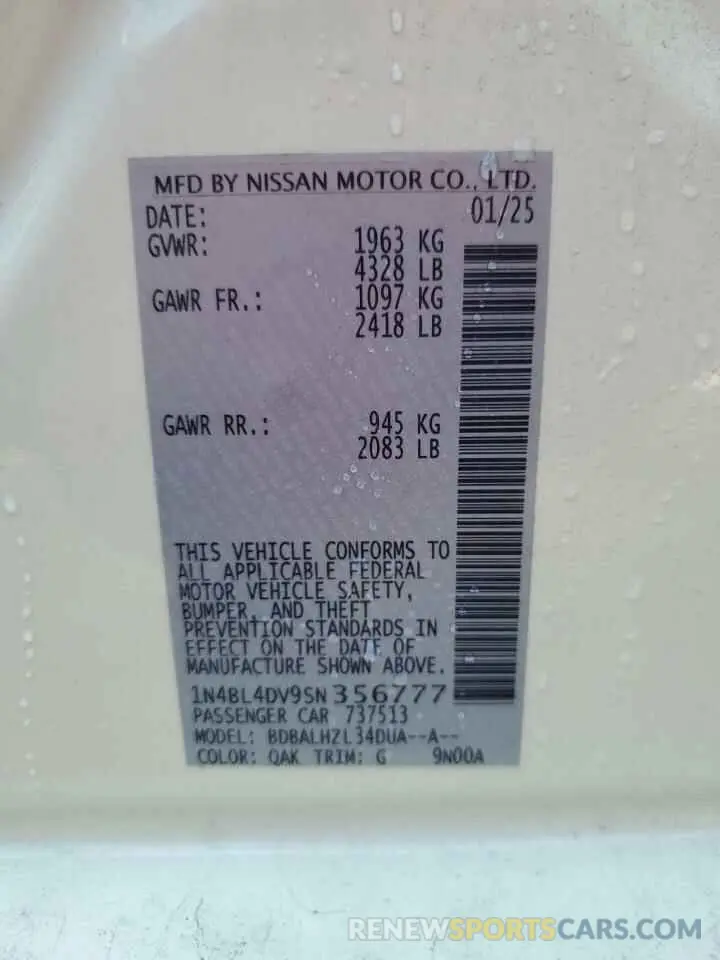 MFD BY NISSAN MOTOR CO., LTD.
DATE: 01/25
GVWR: 1963 KG
4328 LB
GAWR FR.: 1097 KG
2418 LB
GAWR RR.: 945 KG
2083 LB
THIS VEHICLE CONFORMS TO
ALL APPLICABLE FEDERAL
MOTOR VEHICLE SAFETY,
BUMPER, AND THEFT
PREVENTION STANDARDS IN
EFFECT ON THE DATE OF
MANUFACTURE SHOWN ABOVE.
1N4BL4DV9SN 356777
PASSENGER CAR 737513
MODEL: BDBALHZL34DUA--A--
COLOR: QAK TRIM: G 9N00A
RENEWSPORTSCARS.COM